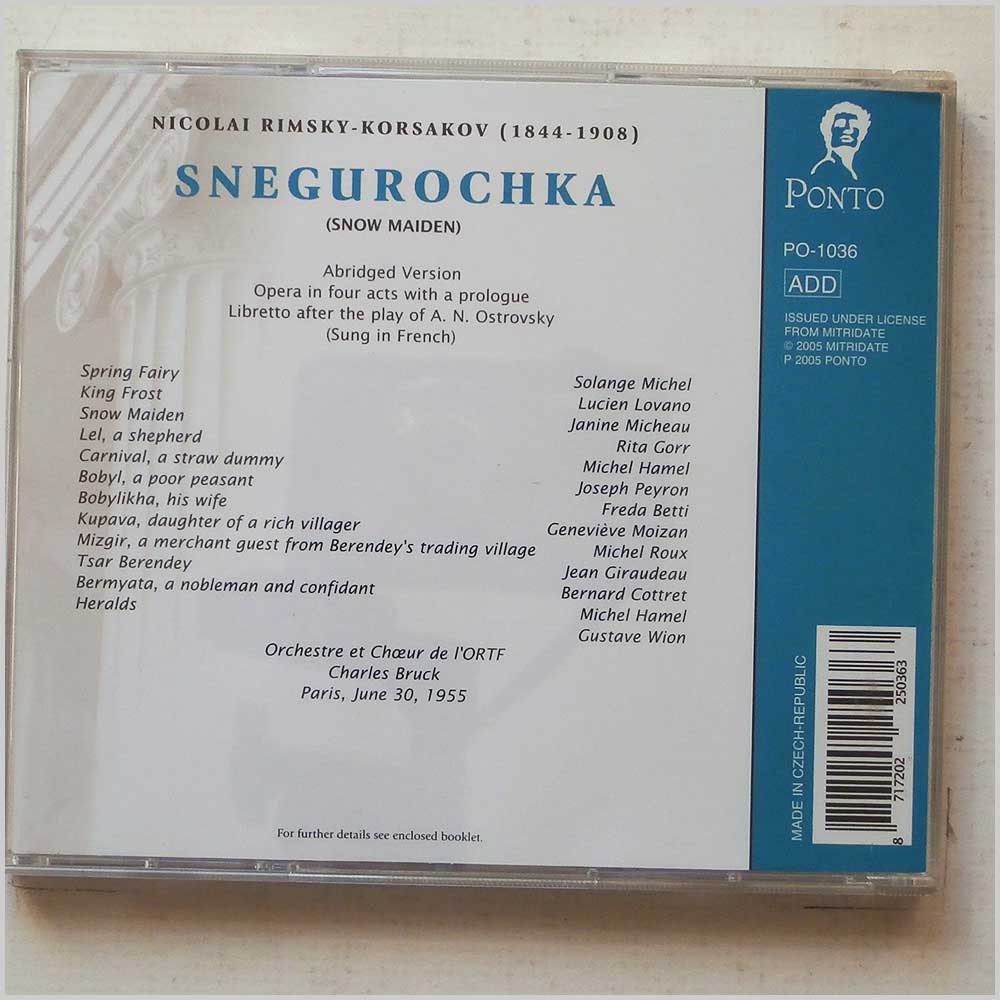 NICOLAI RIMSKY-KORSAKOV (1844-1908)
SNEGUROCHKA
(SNOW MAIDEN)
Abridged Version
Opera in four acts with a prologue
Libretto after the play of A. N. Ostrovsky
(Sung in French)
Spring Fairy Solange Michel
King Frost Lucien Lovano
Snow Maiden Janine Micheau
Lel, a shepherd Rita Gorr
Carnival, a straw dummy Michel Hamel
Bobyl, a poor peasant Joseph Peyron
Bobylikha, his wife Freda Betti
Kupava, daughter of a rich villager Geneviève Moizan
Mizgir, a merchant guest from Berendey's trading village Michel Roux
Tsar Berendey Jean Giraudeau
Bermyata, a nobleman and confidant Bernard Cottret
Heralds Michel Hamel
Gustave Wion
Orchestre et Chœur de l'ORTF
Charles Bruck
Paris, June 30, 1955
For further details see enclosed booklet.
PONTO
PO-1036
ADD
ISSUED UNDER LICENSE
FROM MITRIDATE
© 2005 MITRIDATE
P 2005 PONTO
MADE IN CZECH-REPUBLIC
8 717202 250363